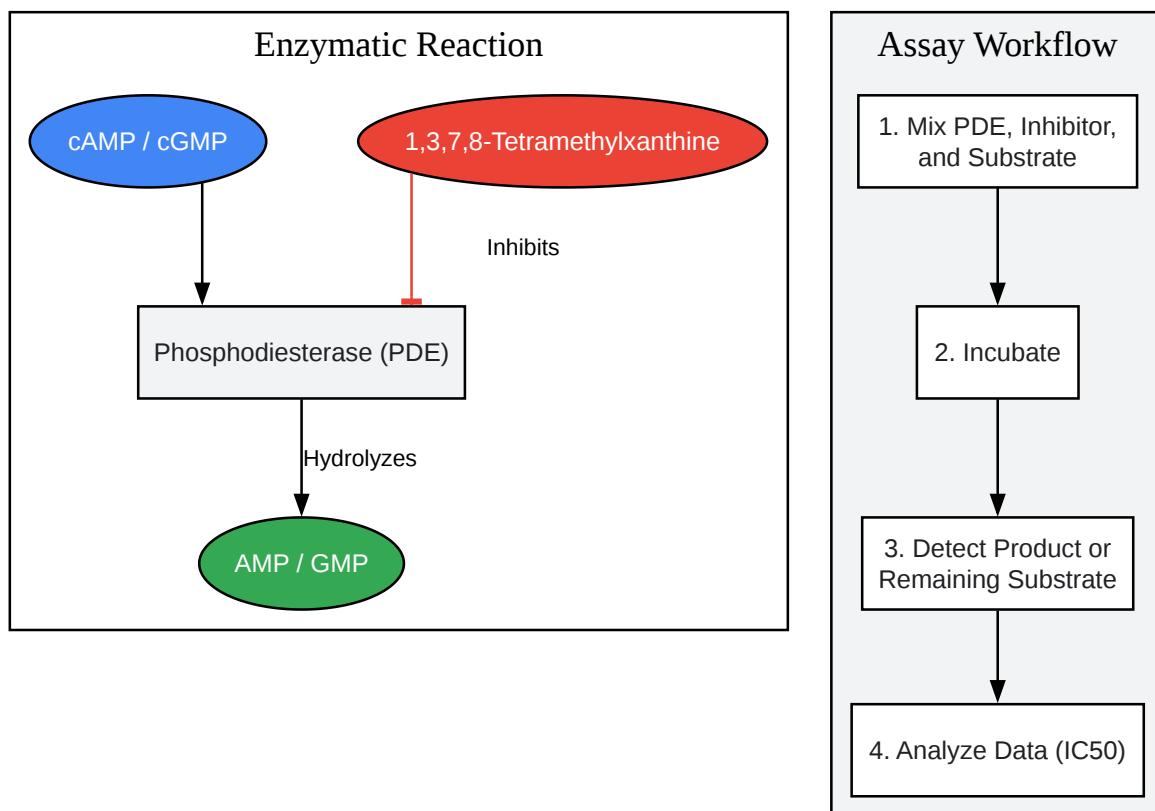 Enzymatic Reaction
cAMP / cGMP
1,3,7,8-Tetramethylxanthine
Inhibits
Phosphodiesterase (PDE)
Hydrolyzes
AMP / GMP
Assay Workflow
1. Mix PDE, Inhibitor,
and Substrate
2. Incubate
3. Detect Product or
Remaining Substrate
4. Analyze Data (IC50)